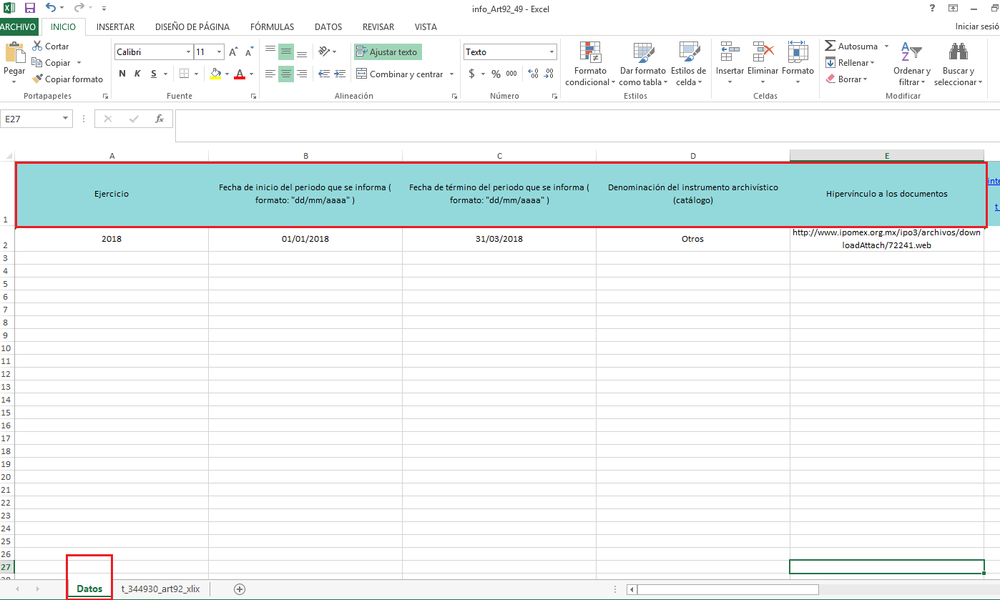 info_Art92_49 - Excel
?
ARCHIVO INICIO INSERTAR DISEÑO DE PÁGINA FÓRMULAS DATOS REVISAR VISTA
Iniciar sesió
Pegar
Cortar
Copiar
Copiar formato
Portapapeles
Calibri 11
N K S
Fuente
Ajustar texto
Combinar y centrar
Alineación
Texto
$ % 000
Número
Formato
condicional
Dar formato
como tabla
Estilos de
celda
Estilos
Insertar
Eliminar
Formato
Celdas
Autosuma
Rellenar
Borrar
Ordenar y
filtrar
Buscar y
seleccionar
Modificar
E27
fx
A B C D E
1
Ejercicio
Fecha de inicio del periodo que se informa (
formato: "dd/mm/aaaa" )
Fecha de término del periodo que se informa (
formato: "dd/mm/aaaa" )
Denominación del instrumento archivístico
(catálogo)
Hipervínculo a los documentos
inte
t
2
2018
01/01/2018
31/03/2018
Otros
http://www.ipomex.org.mx/ipo3/archivos/down
loadAttach/72241.web
3
4
5
6
7
8
9
10
11
12
13
14
15
16
17
18
19
20
21
22
23
24
25
26
27
28
Datos t_344930_art92_xlix